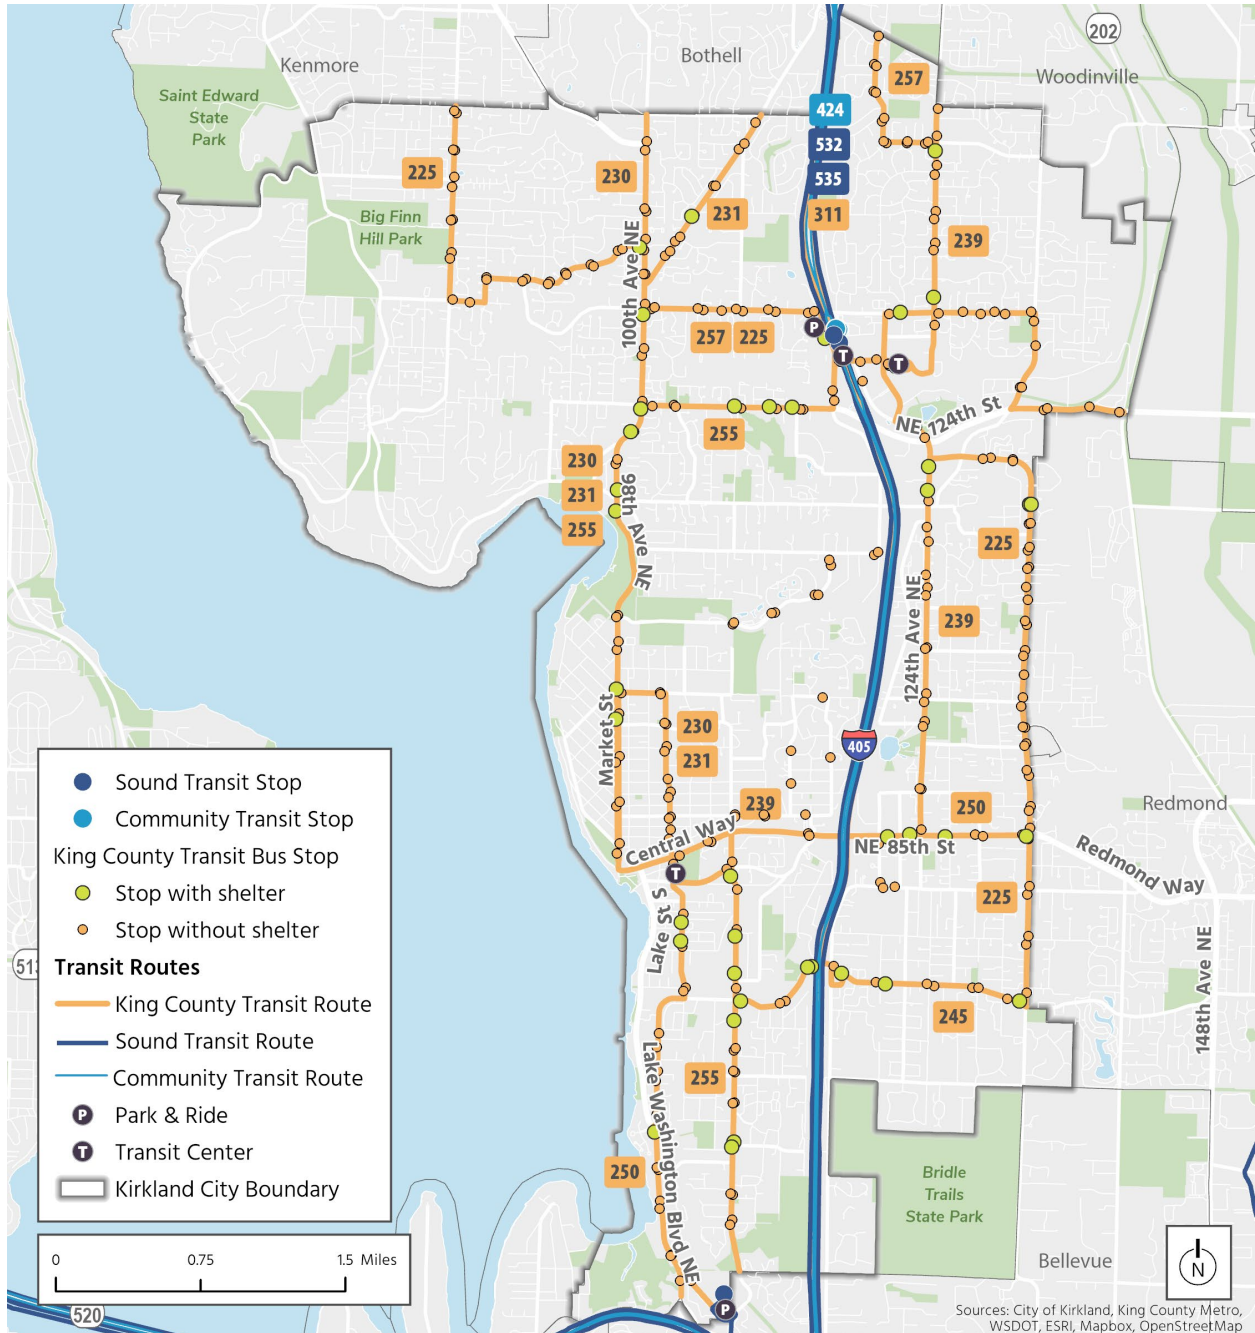 202
Kenmore
Bothell
Woodinville
Saint Edward
State
Park
257
424
532
535
311
225
230
231
239
Big Finn
Hill Park
100th Ave NE
P
257
225
T
T
255
NE 124th St
230
231
255
98th Ave NE
225
239
124th Ave NE
Market St
230
231
405
239
250
Redmond
Central Way
NE 85th St
Redmond Way
T
225
Lake St S
148th Ave NE
245
Lake Washington Blvd NE
255
250
Bridle
Trails
State Park
Bellevue
P
513
520
Sound Transit Stop
Community Transit Stop
King County Transit Bus Stop
Stop with shelter
Stop without shelter
Transit Routes
King County Transit Route
Sound Transit Route
Community Transit Route
P Park & Ride
T Transit Center
Kirkland City Boundary
0 0.75 1.5 Miles
N
Sources: City of Kirkland, King County Metro,
WSDOT, ESRI, Mapbox, OpenStreetMap